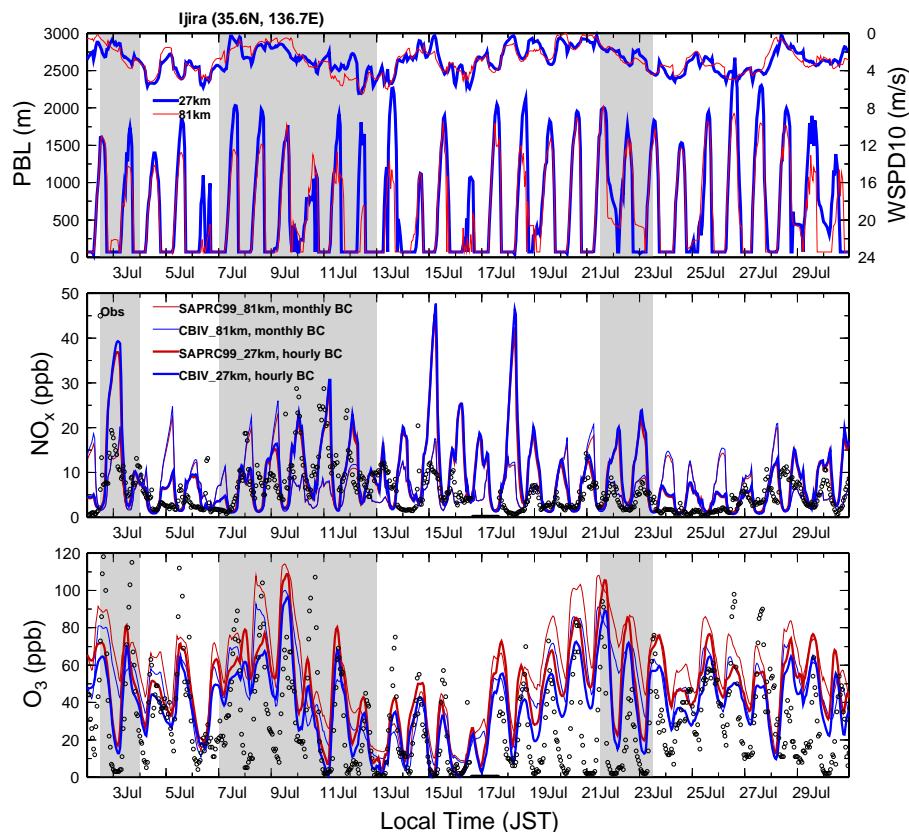 Ijira (35.6N, 136.7E)
3000
2500
2000
1500
1000
500
0
PBL (m)
27km
81km
0
4
8
12
16
20
24
WSPD10 (m/s)
3Jul 5Jul 7Jul 9Jul 11Jul 13Jul 15Jul 17Jul 19Jul 21Jul 23Jul 25Jul 27Jul 29Jul
50
40
30
20
10
0
NOx (ppb)
Obs
SAPRC99_81km, monthly BC
CBIV_81km, monthly BC
SAPRC99_27km, hourly BC
CBIV_27km, hourly BC
3Jul 5Jul 7Jul 9Jul 11Jul 13Jul 15Jul 17Jul 19Jul 21Jul 23Jul 25Jul 27Jul 29Jul
120
100
80
60
40
20
0
O3 (ppb)
3Jul 5Jul 7Jul 9Jul 11Jul 13Jul 15Jul 17Jul 19Jul 21Jul 23Jul 25Jul 27Jul 29Jul
Local Time (JST)